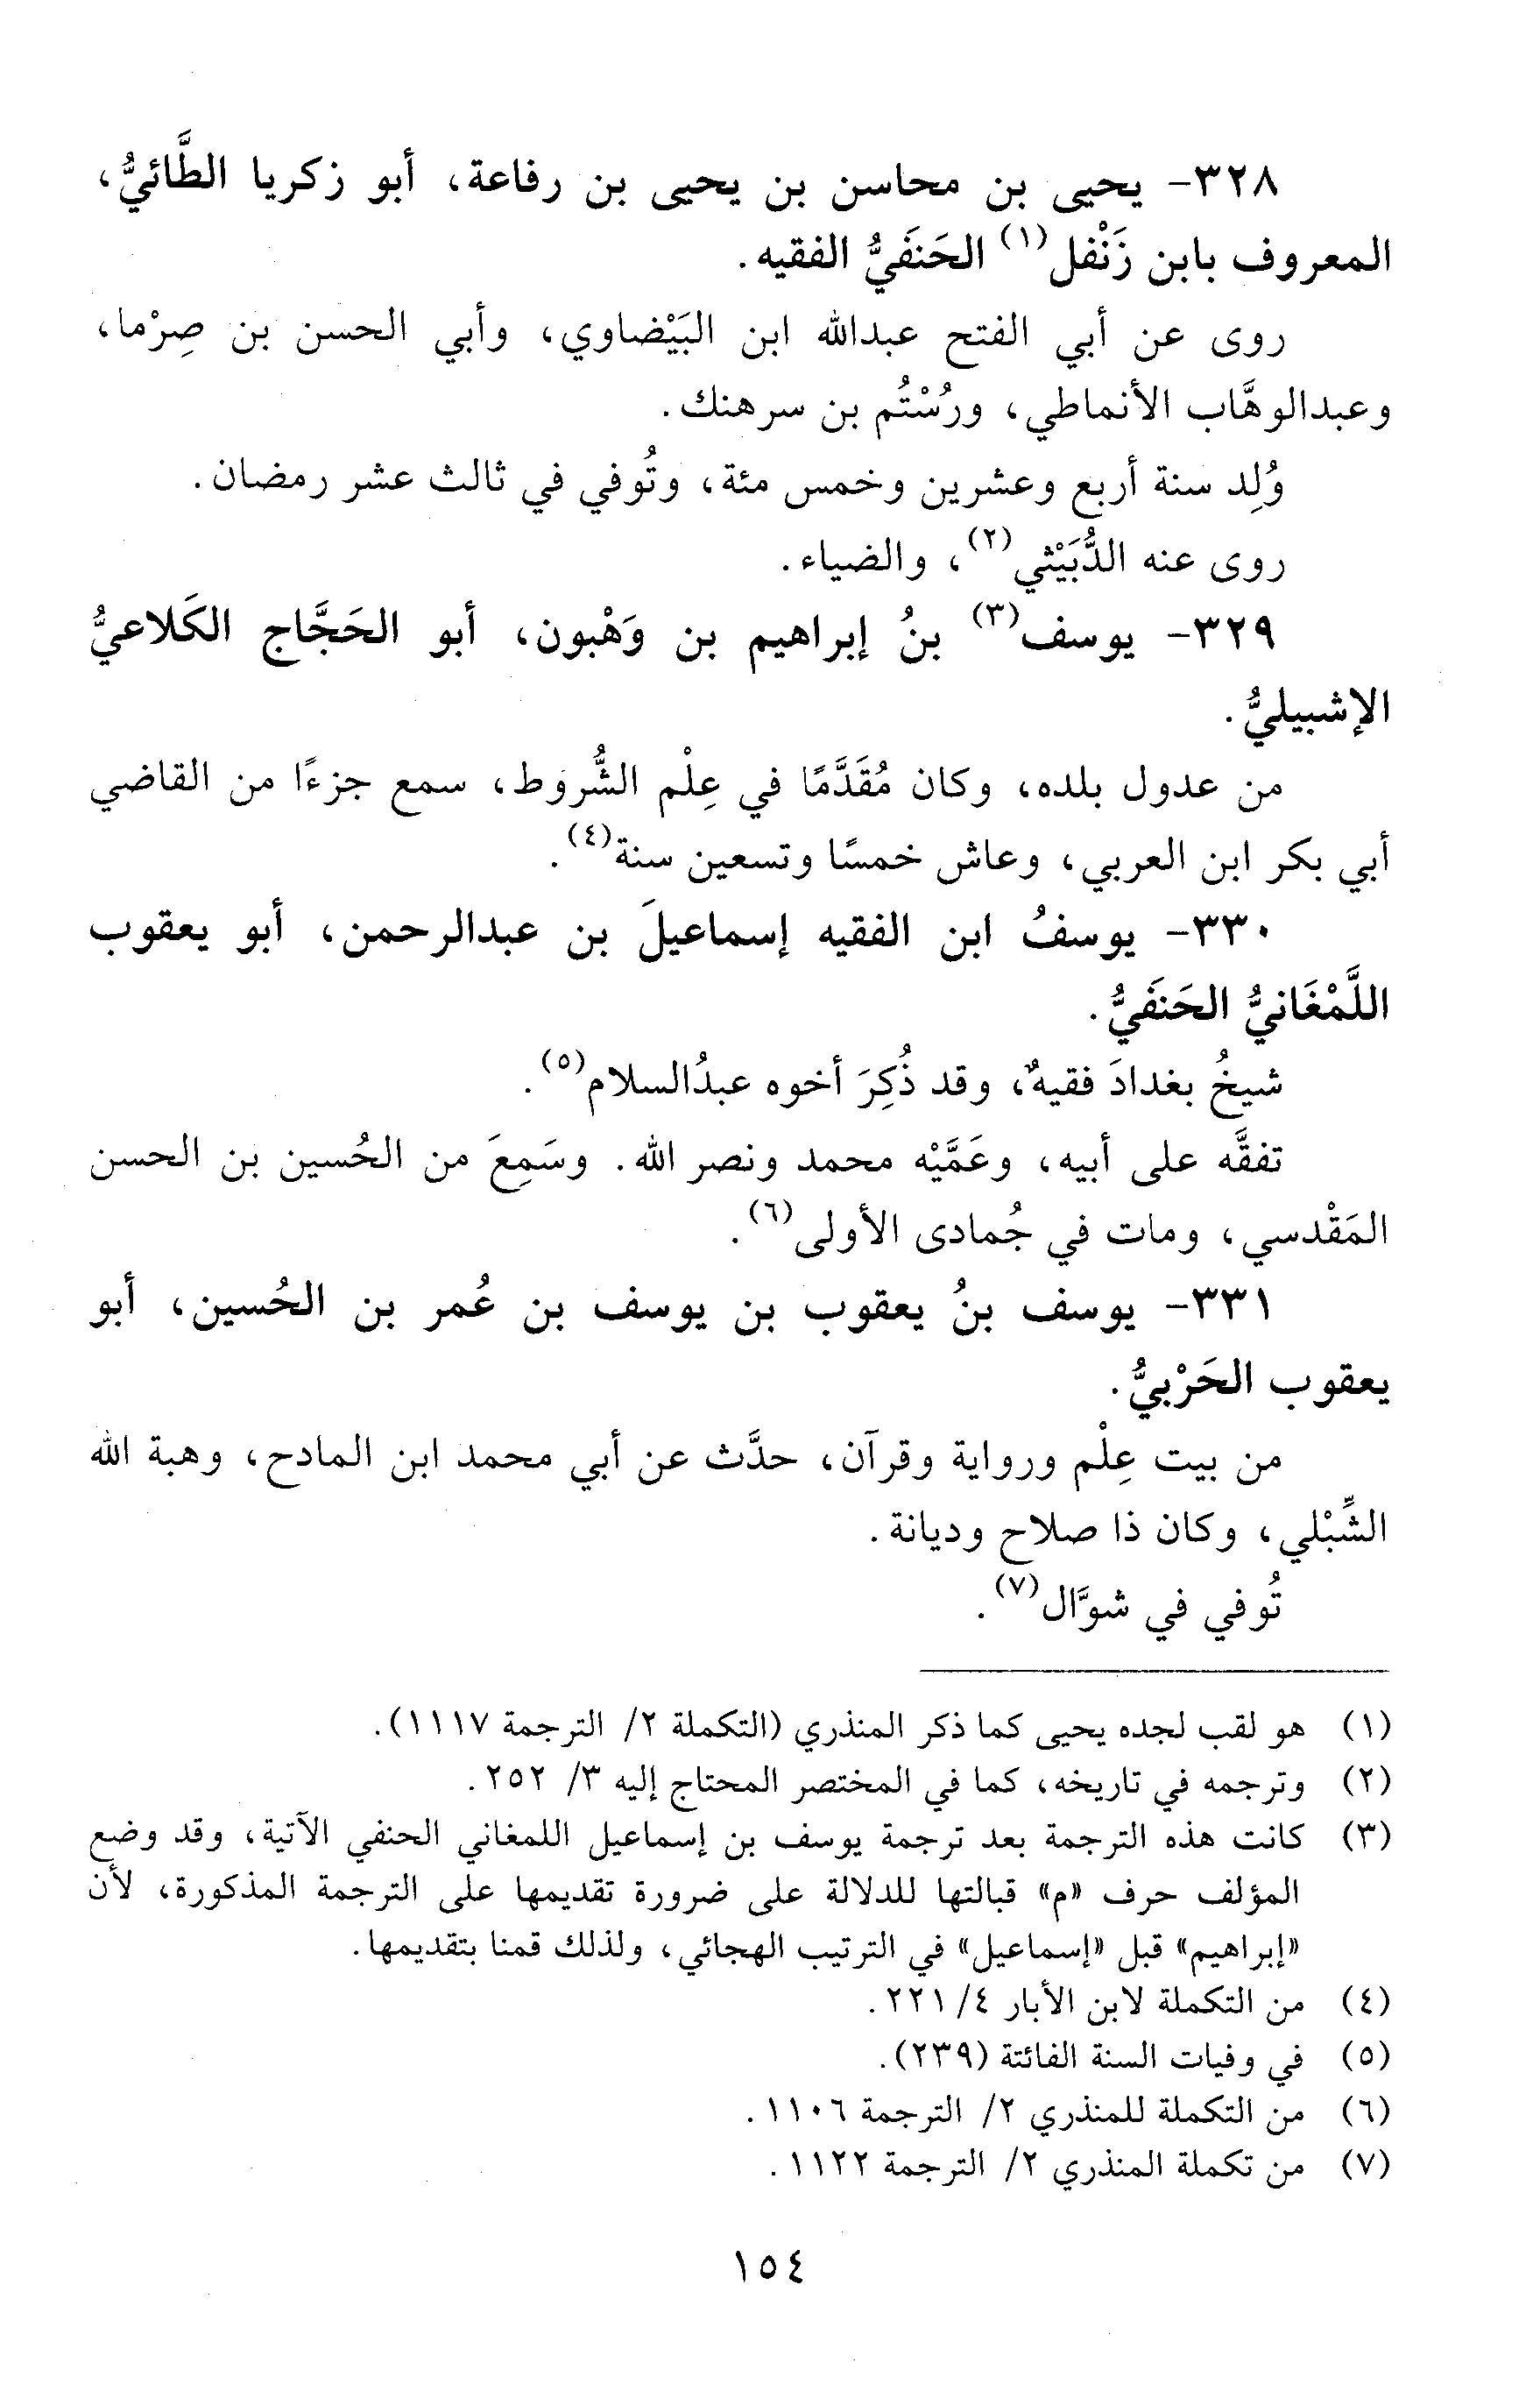 ٣٢٨- يحيى بن محاسن بن يحيى بن رفاعة، أبو زكريا الطَّائيُّ،
المعروف بابن زَنْفل(١) الحَنَفَيُّ الفقيه.
روى عن أبي الفتح عبدالله ابن البَيْضاوي، وأبي الحسن بن صِرْما،
وعبدالوهَّاب الأنماطي، ورُسْتُم بن سرهنك.
وُلِد سنة أربع وعشرين وخمس مئة، وتُوفي في ثالث عشر رمضان.
روى عنه الدُّبَيْثي(٢)، والضياء.
٣٢٩- يوسف(٣) بنُ إبراهيم بن وَهْبون، أبو الحَجَّاج الكَلاعيُّ
الإشبيليُّ.
من عدول بلده، وكان مُقَدَّمًا في عِلْم الشُّروط، سمع جزءًا من القاضي
أبي بكر ابن العربي، وعاش خمسًا وتسعين سنة(٤).
٣٣٠- يوسفُ ابن الفقيه إسماعيلَ بن عبدالرحمن، أبو يعقوب
اللَّمْغَانيُّ الحَنَفَيُّ.
شيخُ بغدادَ فقيهٌ، وقد ذُكِرَ أخوه عبدُالسلام(٥).
تفقَّه على أبيه، وعَمَّيْه محمد ونصر الله. وسَمِعَ من الحُسين بن الحسن
المَقْدسي، ومات في جُمادى الأولى(٦).
٣٣١- يوسف بنُ يعقوب بن يوسف بن عُمر بن الحُسين، أبو
يعقوب الحَرْبيُّ.
من بيت عِلْم ورواية وقرآن، حدَّث عن أبي محمد ابن المادح، وهبة الله
الشِّبْلي، وكان ذا صلاح وديانة.
تُوفي في شوَّال(٧).
(١) هو لقب لجده يحيى كما ذكر المنذري (التكملة ٢/ الترجمة ١١١٧).
(٢) وترجمه في تاريخه، كما في المختصر المحتاج إليه ٣/ ٢٥٢.
(٣) كانت هذه الترجمة بعد ترجمة يوسف بن إسماعيل اللمغاني الحنفي الآتية، وقد وضع
المؤلف حرف «م» قبالتها للدلالة على ضرورة تقديمها على الترجمة المذكورة، لأن
«إبراهيم» قبل «إسماعيل» في الترتيب الهجائي، ولذلك قمنا بتقديمها.
(٤) من التكملة لابن الأبار ٤/ ٢٢١.
(٥) في وفيات السنة الفائتة (٢٣٩).
(٦) من التكملة للمنذري ٢/ الترجمة ١١٠٦.
(٧) من تكملة المنذري ٢/ الترجمة ١١٢٢.
١٥٤